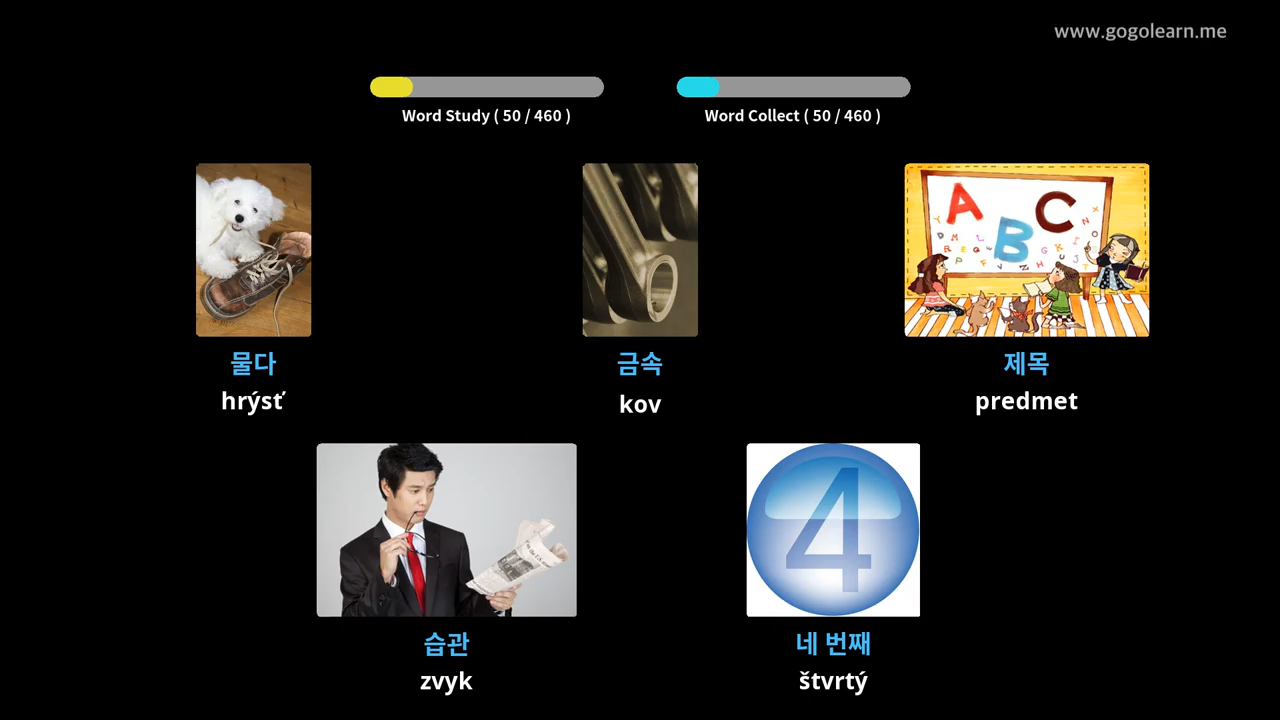 www.gogolearn.me
Word Study ( 50 / 460 )
Word Collect ( 50 / 460 )
A B C
물다
hrýsť
금속
kov
제목
predmet
4
습관
zvyk
네 번째
štvrtý